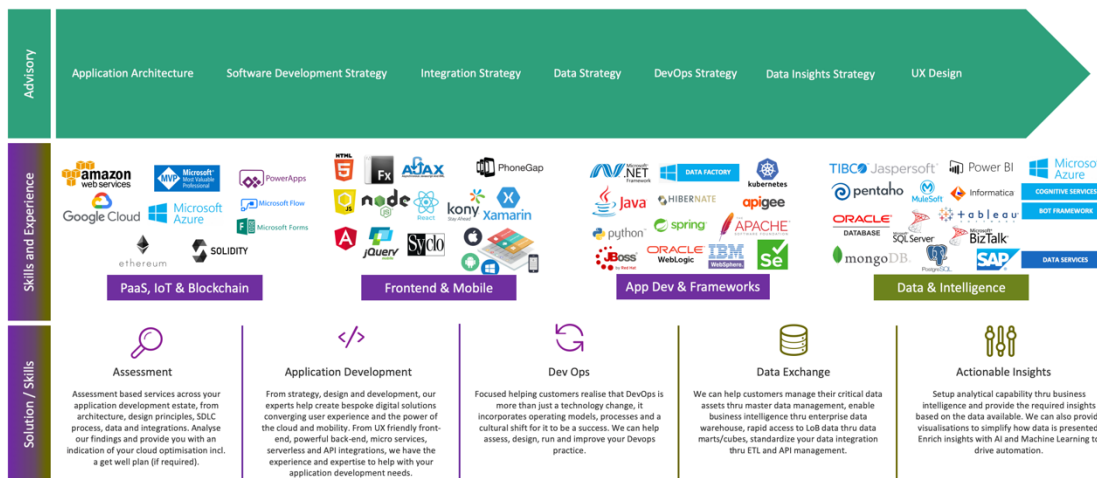 Advisory
Application Architecture
Software Development Strategy
Integration Strategy
Data Strategy
DevOps Strategy
Data Insights Strategy
UX Design
Skills and Experience
amazon
web services
MVP
Microsoft®
Most Valuable
Professional
PowerApps
Google Cloud
Microsoft
Azure
Microsoft Flow
Microsoft Forms
ethereum
SOLIDITY
PaaS, IoT & Blockchain
HTML
5
Fx
AJAX
PhoneGap
JS
node
JS
React
kony
Stay Ahead
Xamarin
A
jQuery
Syclo
Frontend & Mobile
Microsoft®
.NET
Framework
DATA FACTORY
kubernetes
Java
HIBERNATE
apigee
python
spring
APACHE
JBoss
by Red Hat
ORACLE
WebLogic
IBM
WebSphere
Se
App Dev & Frameworks
TIBCO Jaspersoft
Power BI
Microsoft
Azure
pentaho
MuleSoft
Informatica
COGNITIVE SERVICES
BOT FRAMEWORK
ORACLE
DATABASE
SQL Server
+ a b l e a u
Microsoft®
BizTalk
mongoDB
PostgreSQL
SAP
DATA SERVICES
Data & Intelligence
Solution / Skills
Assessment
Assessment based services across your
application development estate, from
architecture, design principles, SDLC
process, data and integrations. Analyse
our findings and provide you with an
indication of your cloud optimisation incl.
a get well plan (if required).
</>
Application Development
From strategy, design and development, our
experts help create bespoke digital solutions
converging user experience and the power of
the cloud and mobility. From UX friendly front-
end, powerful back-end, micro services,
serverless and API integrations, we have the
experience and expertise to help with your
application development needs.
Dev Ops
Focused helping customers realise that DevOps is
more than just a technology change, it
incorporates operating models, processes and a
cultural shift for it to be a success. We can help
assess, design, run and improve your Devops
practice.
Data Exchange
We can help customers manage their critical data
assets thru master data management, enable
business intelligence thru enterprise data
warehouse, rapid access to LoB data thru data
marts/cubes, standardize your data integration
thru ETL and API management.
Actionable Insights
Setup analytical capability thru business
intelligence and provide the required insights
based on the data available. We can also provid
visualisations to simplify how data is presented
Enrich insights with AI and Machine Learning to
drive automation.